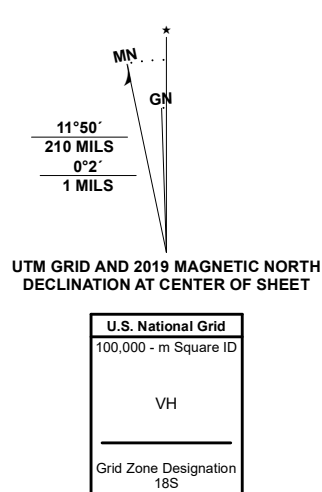 ★
MN
GN
11°50´
210 MILS
0°2´
1 MILS
UTM GRID AND 2019 MAGNETIC NORTH
DECLINATION AT CENTER OF SHEET
U.S. National Grid
100,000 - m Square ID
VH
Grid Zone Designation
18S